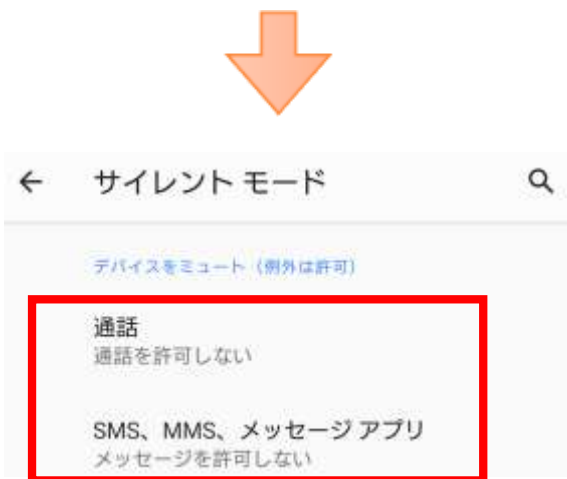 サイレント モード
デバイスをミュート（例外は許可）
通話
通話を許可しない
SMS、MMS、メッセージ アプリ
メッセージを許可しない